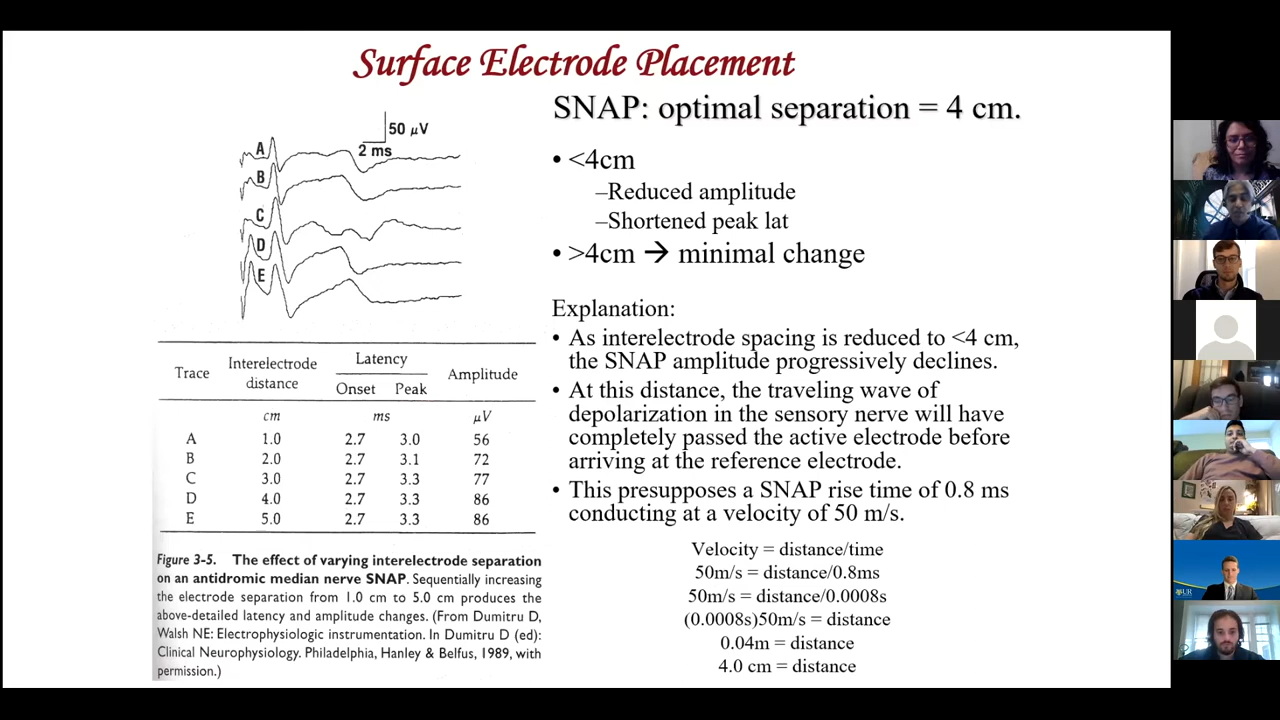 Surface Electrode Placement
50 μV
2 ms
A
B
C
D
E
Trace Interelectrode distance Latency Onset Peak Amplitude
cm ms μV
A 1.0 2.7 3.0 56
B 2.0 2.7 3.1 72
C 3.0 2.7 3.3 77
D 4.0 2.7 3.3 86
E 5.0 2.7 3.3 86
Figure 3-5. The effect of varying interelectrode separation
on an antidromic median nerve SNAP. Sequentially increasing
the electrode separation from 1.0 cm to 5.0 cm produces the
above-detailed latency and amplitude changes. (From Dumitru D,
Walsh NE: Electrophysiologic instrumentation. In Dumitru D (ed):
Clinical Neurophysiology. Philadelphia, Hanley & Belfus, 1989, with
permission.)
SNAP: optimal separation = 4 cm.
• <4cm
–Reduced amplitude
–Shortened peak lat
• >4cm → minimal change
Explanation:
• As interelectrode spacing is reduced to <4 cm,
the SNAP amplitude progressively declines.
• At this distance, the traveling wave of
depolarization in the sensory nerve will have
completely passed the active electrode before
arriving at the reference electrode.
• This presupposes a SNAP rise time of 0.8 ms
conducting at a velocity of 50 m/s.
Velocity = distance/time
50m/s = distance/0.8ms
50m/s = distance/0.0008s
(0.0008s)50m/s = distance
0.04m = distance
4.0 cm = distance